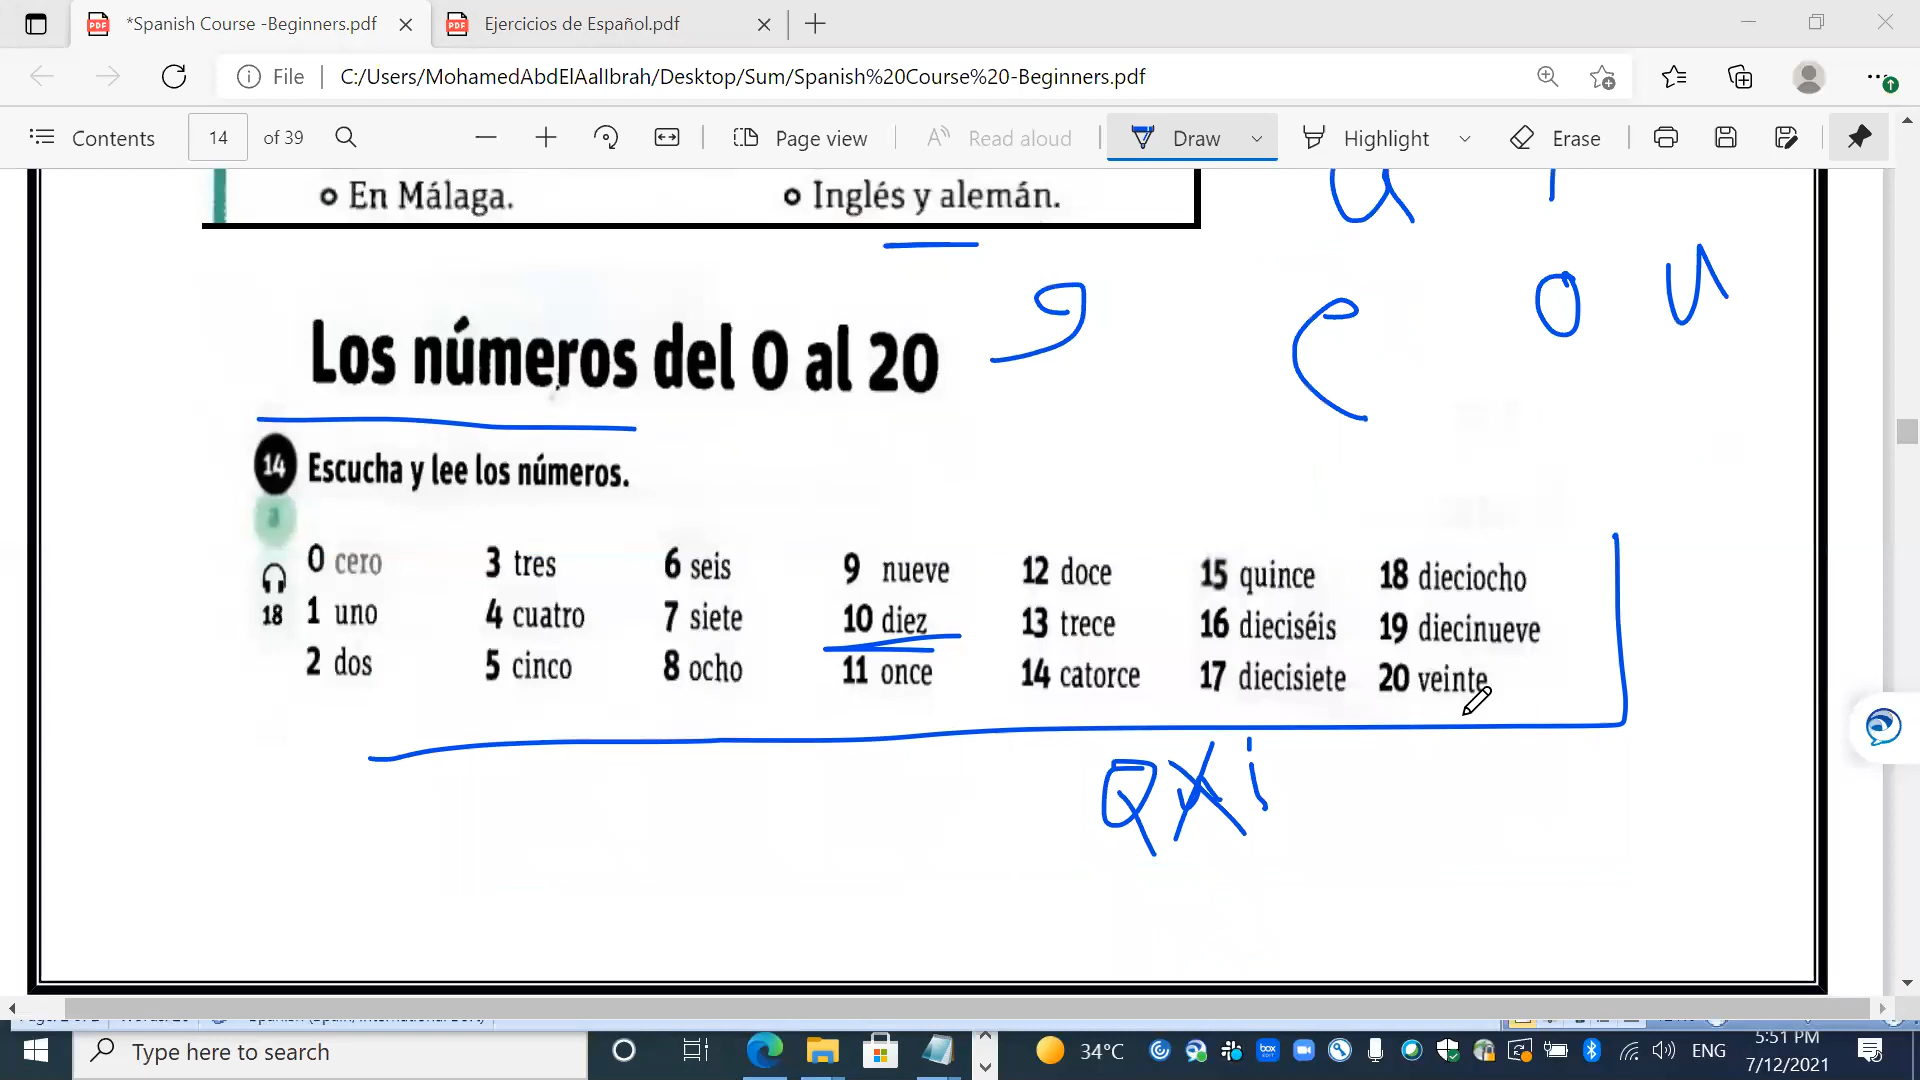 *Spanish Course -Beginners.pdf
Ejercicios de Español.pdf
File
C:/Users/MohamedAbdElAalIbrah/Desktop/Sum/Spanish%20Course%20-Beginners.pdf
Contents 14 of 39 Page view Read aloud Draw Highlight Erase
En Málaga. Inglés y alemán.
o u
e
Los números del 0 al 20
14 Escucha y lee los números.
0 cero 3 tres 6 seis 9 nueve 12 doce 15 quince 18 dieciocho
18 1 uno 4 cuatro 7 siete 10 diez 13 trece 16 dieciséis 19 diecinueve
2 dos 5 cinco 8 ocho 11 once 14 catorce 17 diecisiete 20 veinte
Type here to search
34°C
ENG
5:51 PM
7/12/2021